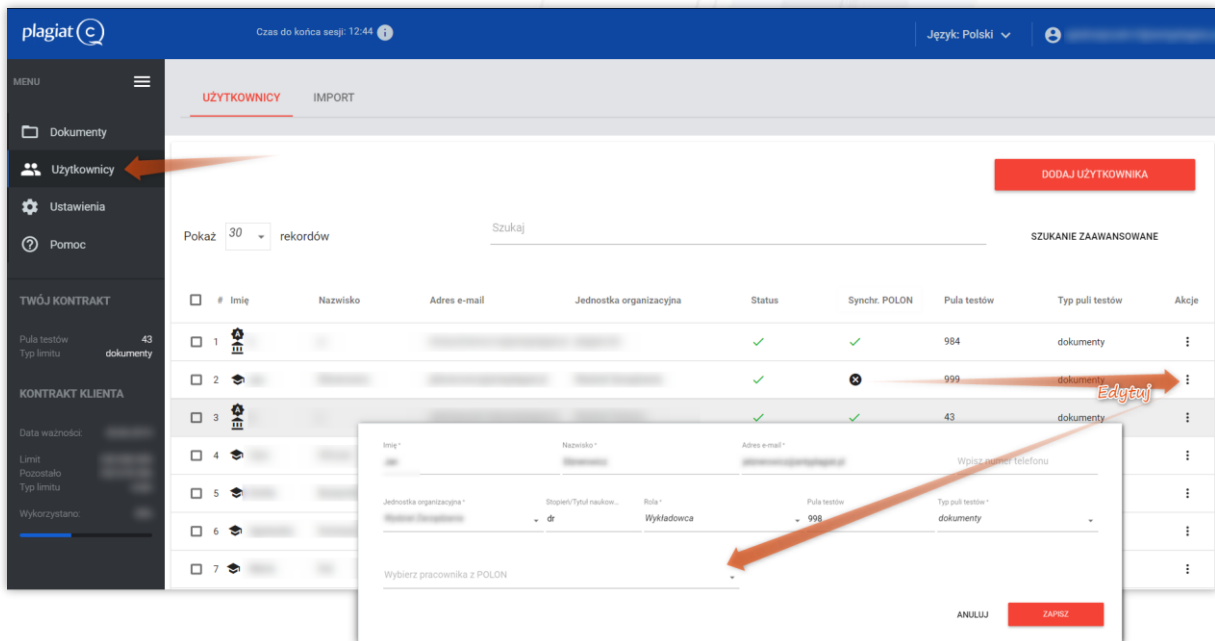 plagiat c
Czas do końca sesji: 12:44 i
Język: Polski
MENU
UŻYTKOWNICY IMPORT
Dokumenty
Użytkownicy
DODAJ UŻYTKOWNIKA
Ustawienia
Pomoc
Pokaż 30 rekordów
Szukaj
SZUKANIE ZAAWANSOWANE
TWÓJ KONTRAKT
# Imię Nazwisko Adres e-mail Jednostka organizacyjna Status Synchr. POLON Pula testów Typ puli testów Akcje
Pula testów 43
Typ limitu dokumenty
1 984 dokumenty
KONTRAKT KLIENTA
2 999 dokumenty
Edytuj
3 43 dokumenty
Data ważności:
Limit
Pozostało
Typ limitu
Wykorzystano:
4
5
6
7
Imię * Nazwisko * Adres e-mail * Wpisz numer telefonu
Jednostka organizacyjna * Stopień/Tytuł naukow... Rola * Pula testów Typ puli testów *
dr Wykładowca 998 dokumenty
Wybierz pracownika z POLON
ANULUJ ZAPISZ